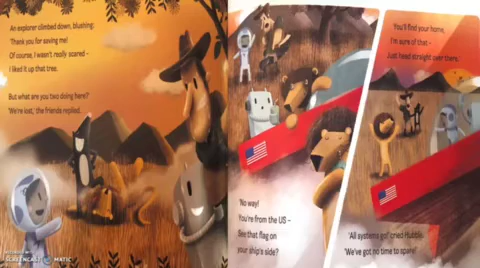 An explorer climbed down, blushing.
'Thank you for saving me!
Of course, I wasn't really scared –
I liked it up that tree.
But what are you two doing here?'
'We're lost,' the friends replied.
'No way!
You're from the US –
See that flag on
your ship's side?
You'll find your home,
I'm sure of that –
Just head straight over there.'
'All systems go!' cried Hubble.
'We've got no time to spare!'
SCREENCAST MATIC